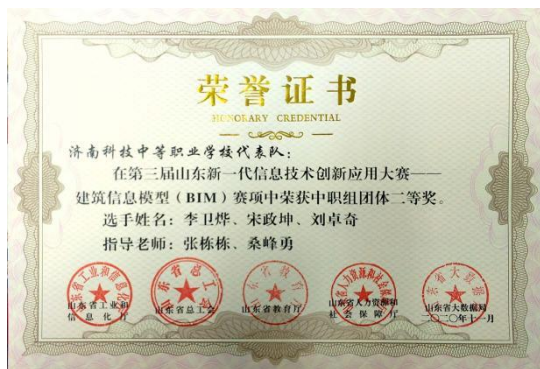 荣誉证书
HONORARY CREDENTIAL
济南科技中等职业学校代表队：
在第三届山东新一代信息技术创新应用大赛——
建筑信息模型（BIM）赛项中荣获中职组团体二等奖。
选手姓名：李卫烨、宋政坤、刘卓奇
指导老师：张栋栋、桑峰勇
山东省工业和
信息化厅
山东省总工会
山东省教育厅
山东省人力资源和
社会保障厅
山东省大数据局
二〇二〇年十一月